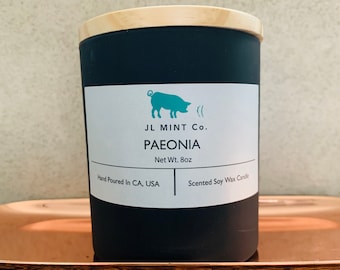 JL MINT Co.
PAEONIA
Net Wt. 8oz
Hand Poured In CA, USA
Scented Soy Wax Candle